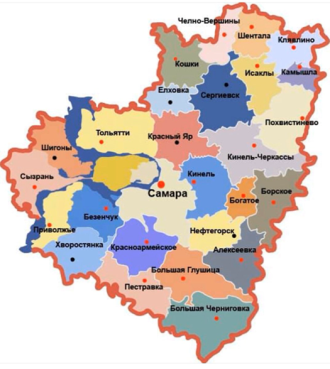 Челно-Вершины
Шентала
Клявлино
Кошки
Исаклы
Камышла
Елховка
Сергиевск
Похвистнево
Тольятти
Красный Яр
Шигоны
Кинель-Черкассы
Сызрань
Кинель
Самара
Борское
Богатое
Безенчук
Приволжье
Нефтегорск
Хворостянка
Красноармейское
Алексеевка
Большая Глушица
Пестравка
Большая Черниговка